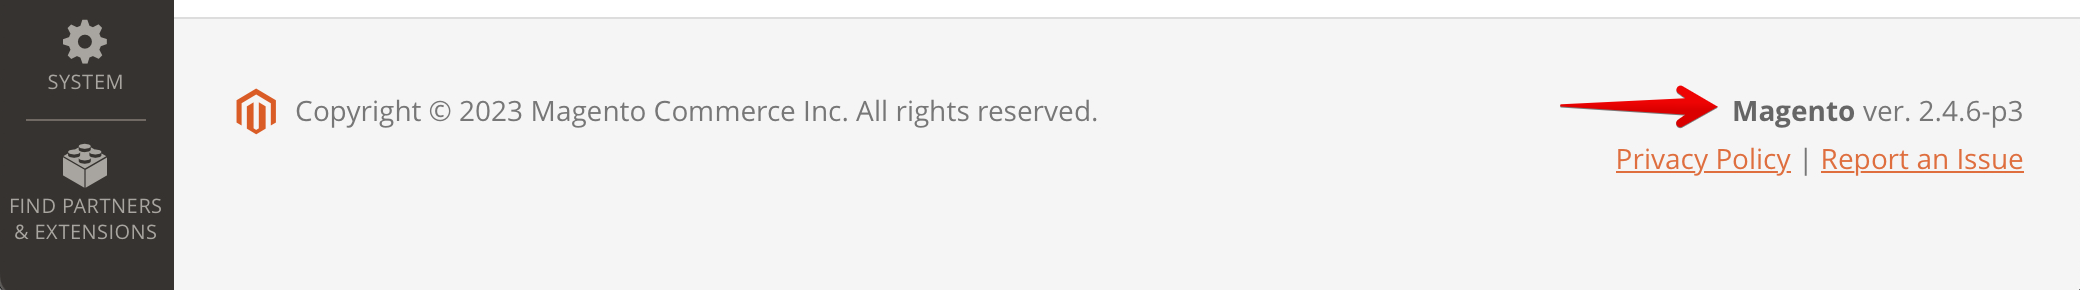 SYSTEM
FIND PARTNERS
& EXTENSIONS
Copyright © 2023 Magento Commerce Inc. All rights reserved.
Magento ver. 2.4.6-p3
Privacy Policy | Report an Issue